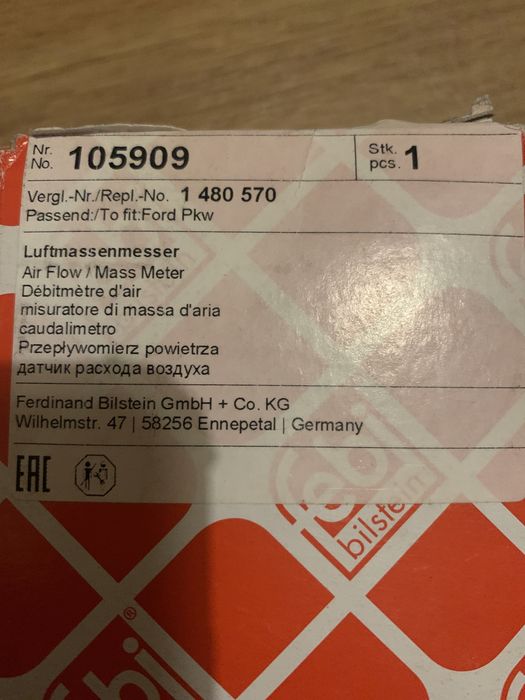 Nr.
No. 105909
Stk.
pcs. 1
Vergl.-Nr./Repl.-No. 1 480 570
Passend:/To fit:Ford Pkw
Luftmassenmesser
Air Flow / Mass Meter
Débitmètre d'air
misuratore di massa d'aria
caudalimetro
Przepływomierz powietrza
датчик расхода воздуха
Ferdinand Bilstein GmbH + Co. KG
Wilhelmstr. 47 | 58256 Ennepetal | Germany
EAC
febi
bilstein
febi
®